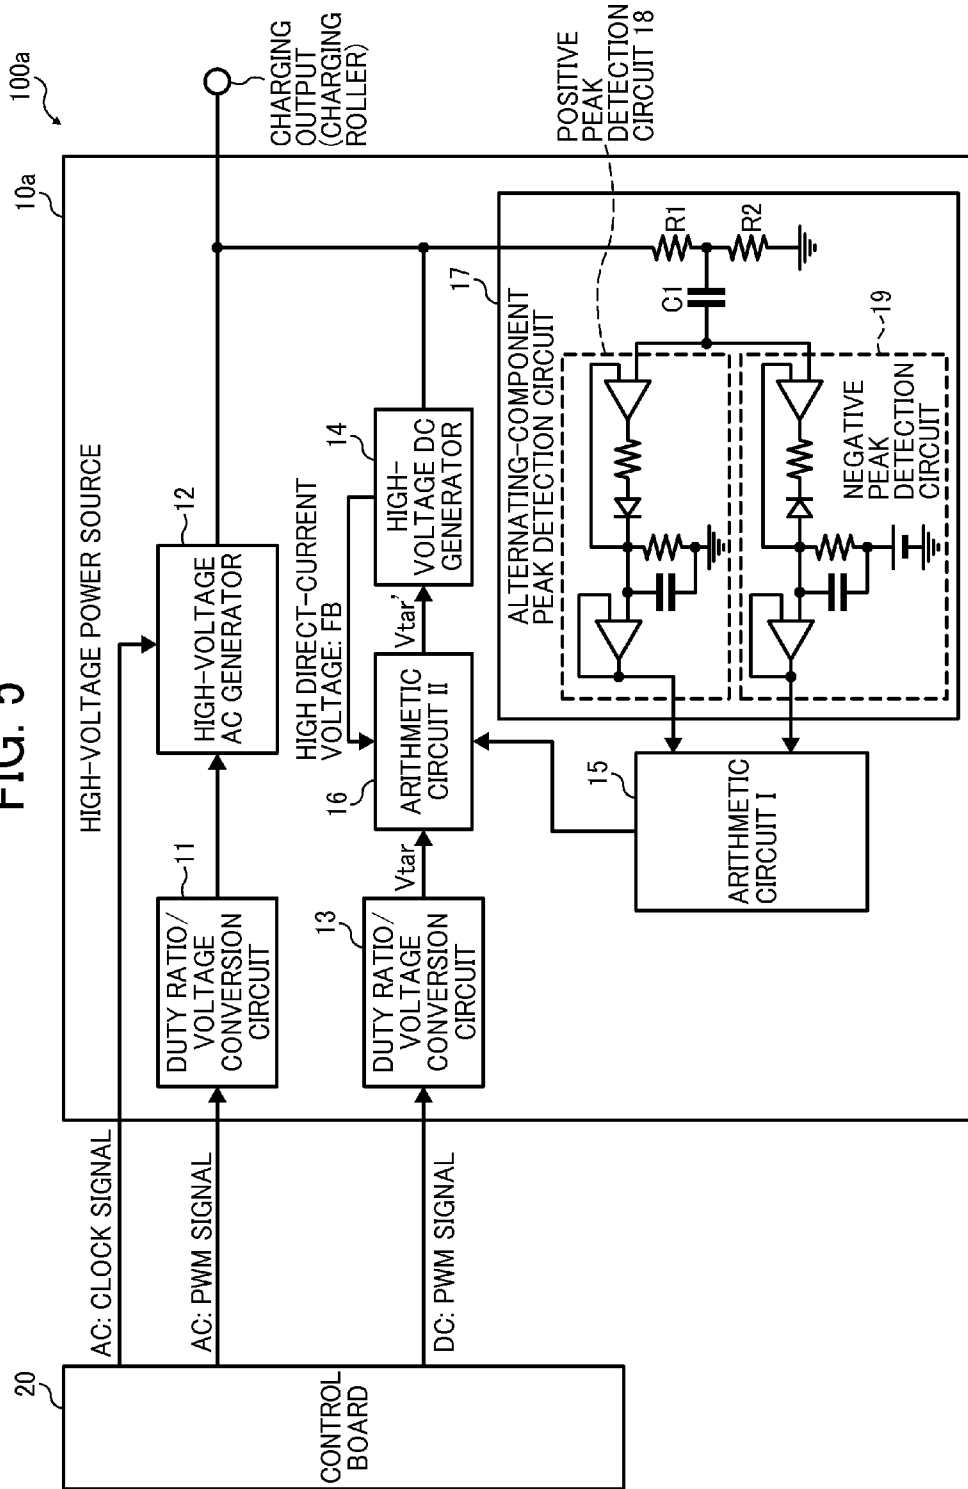 100a
10a
HIGH-VOLTAGE POWER SOURCE
20
CONTROL
BOARD
AC: CLOCK SIGNAL
AC: PWM SIGNAL
DC: PWM SIGNAL
11
DUTY RATIO/
VOLTAGE
CONVERSION
CIRCUIT
12
HIGH-VOLTAGE
AC GENERATOR
CHARGING
OUTPUT
(CHARGING
ROLLER)
13
DUTY RATIO/
VOLTAGE
CONVERSION
CIRCUIT
Vtar
16
ARITHMETIC
CIRCUIT II
HIGH DIRECT-CURRENT
VOLTAGE: FB
Vtar'
14
HIGH-
VOLTAGE DC
GENERATOR
15
ARITHMETIC
CIRCUIT I
17
ALTERNATING-COMPONENT
PEAK DETECTION CIRCUIT
POSITIVE
PEAK
DETECTION
CIRCUIT 18
R1
R2
C1
19
NEGATIVE
PEAK
DETECTION
CIRCUIT